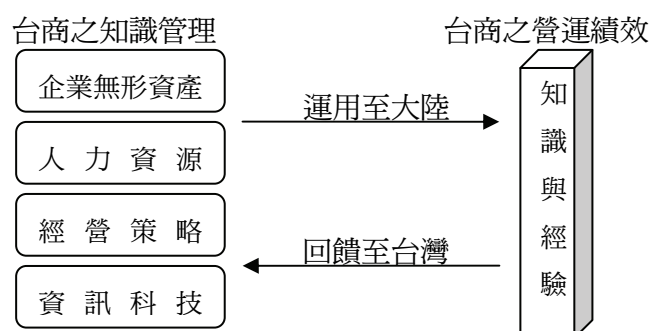 台商之知識管理
台商之營運績效
企業無形資產
人力資源
經營策略
資訊科技
運用至大陸
回饋至台灣
知識與經驗